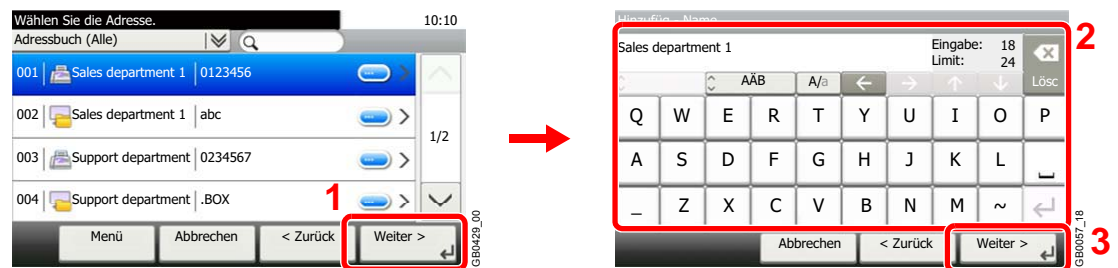 Wählen Sie die Adresse.
10:10
Adressbuch (Alle)
001 Sales department 1 0123456
002 Sales department 1 abc
003 Support department 0234567
004 Support department .BOX
1/2
1
Menü Abbrechen < Zurück Weiter >
GB0429_00
Hinzufüg - Name
2
Sales department 1
Eingabe: 18
Limit: 24
AÄB A/a Lösc
Q W E R T Y U I O P
A S D F G H J K L
_ Z X C V B N M ~
Abbrechen < Zurück Weiter >
3
GB0057_18